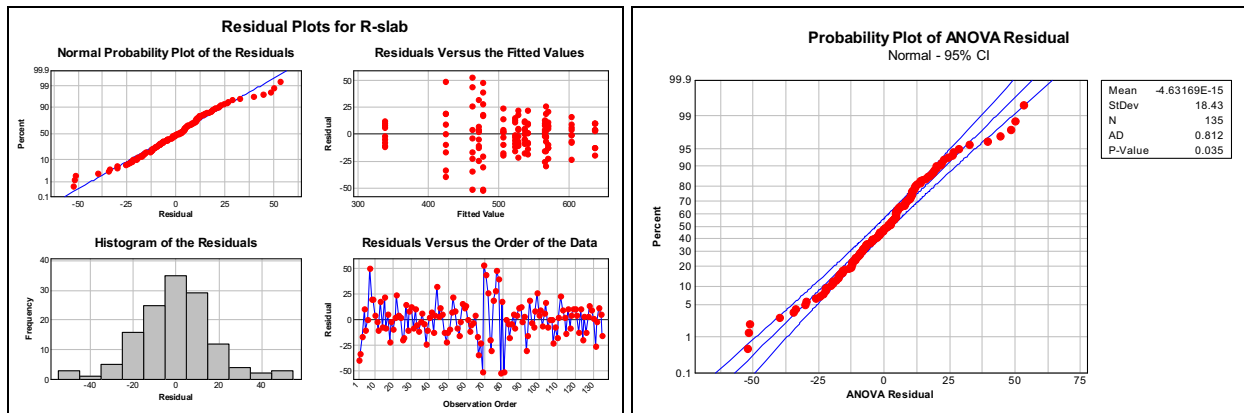 Residual Plots for R-slab
Normal Probability Plot of the Residuals
99.9
99
90
50
10
1
0.1
Percent
-50 -25 0 25 50
Residual
Residuals Versus the Fitted Values
50
25
0
-25
-50
Residual
300 400 500 600
Fitted Value
Histogram of the Residuals
40
30
20
10
0
Frequency
-40 -20 0 20 40
Residual
Residuals Versus the Order of the Data
50
25
0
-25
-50
Residual
1 10 20 30 40 50 60 70 80 90 100 110 120 130
Observation Order
Probability Plot of ANOVA Residual
Normal - 95% CI
99.9
99
95
90
80
70
60
50
40
30
20
10
5
1
0.1
Percent
-50 -25 0 25 50 75
ANOVA Residual
Mean -4.63169E-15
StDev 18.43
N 135
AD 0.812
P-Value 0.035